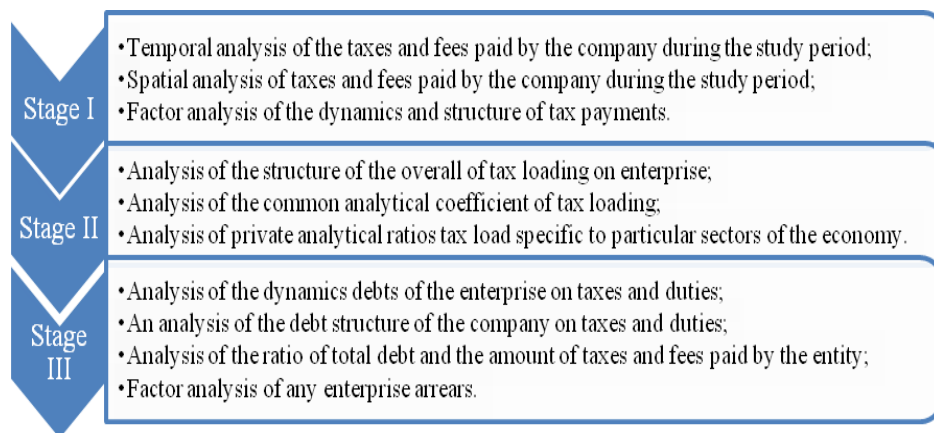 Stage I
•Temporal analysis of the taxes and fees paid by the company during the study period;
•Spatial analysis of taxes and fees paid by the company during the study period;
•Factor analysis of the dynamics and structure of tax payments.
Stage II
•Analysis of the structure of the overall of tax loading on enterprise;
•Analysis of the common analytical coefficient of tax loading;
•Analysis of private analytical ratios tax load specific to particular sectors of the economy.
Stage
III
•Analysis of the dynamics debts of the enterprise on taxes and duties;
•An analysis of the debt structure of the company on taxes and duties;
•Analysis of the ratio of total debt and the amount of taxes and fees paid by the entity;
•Factor analysis of any enterprise arrears.